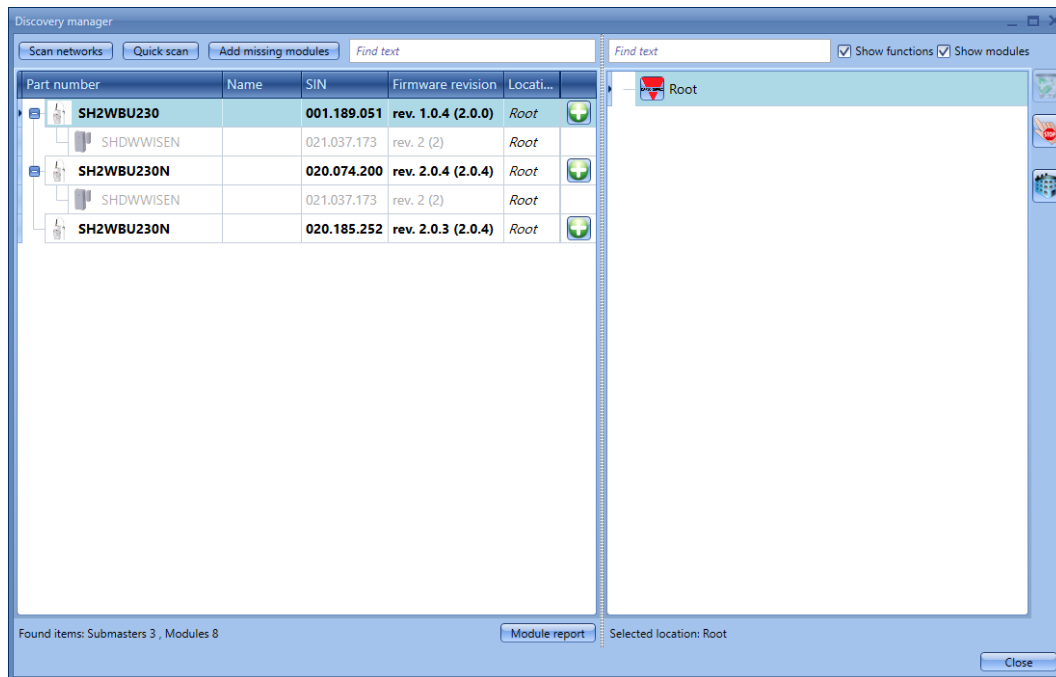 Discovery manager
Scan networks Quick scan Add missing modules Find text
Find text Show functions Show modules
Part number Name SIN Firmware revision Locati...
SH2WBU230 001.189.051 rev. 1.0.4 (2.0.0) Root
SHDWWISEN 021.037.173 rev. 2 (2) Root
SH2WBU230N 020.074.200 rev. 2.0.4 (2.0.4) Root
SHDWWISEN 021.037.173 rev. 2 (2) Root
SH2WBU230N 020.185.252 rev. 2.0.3 (2.0.4) Root
Root
STOP
Found items: Submasters 3 , Modules 8 Module report
Selected location: Root
Close